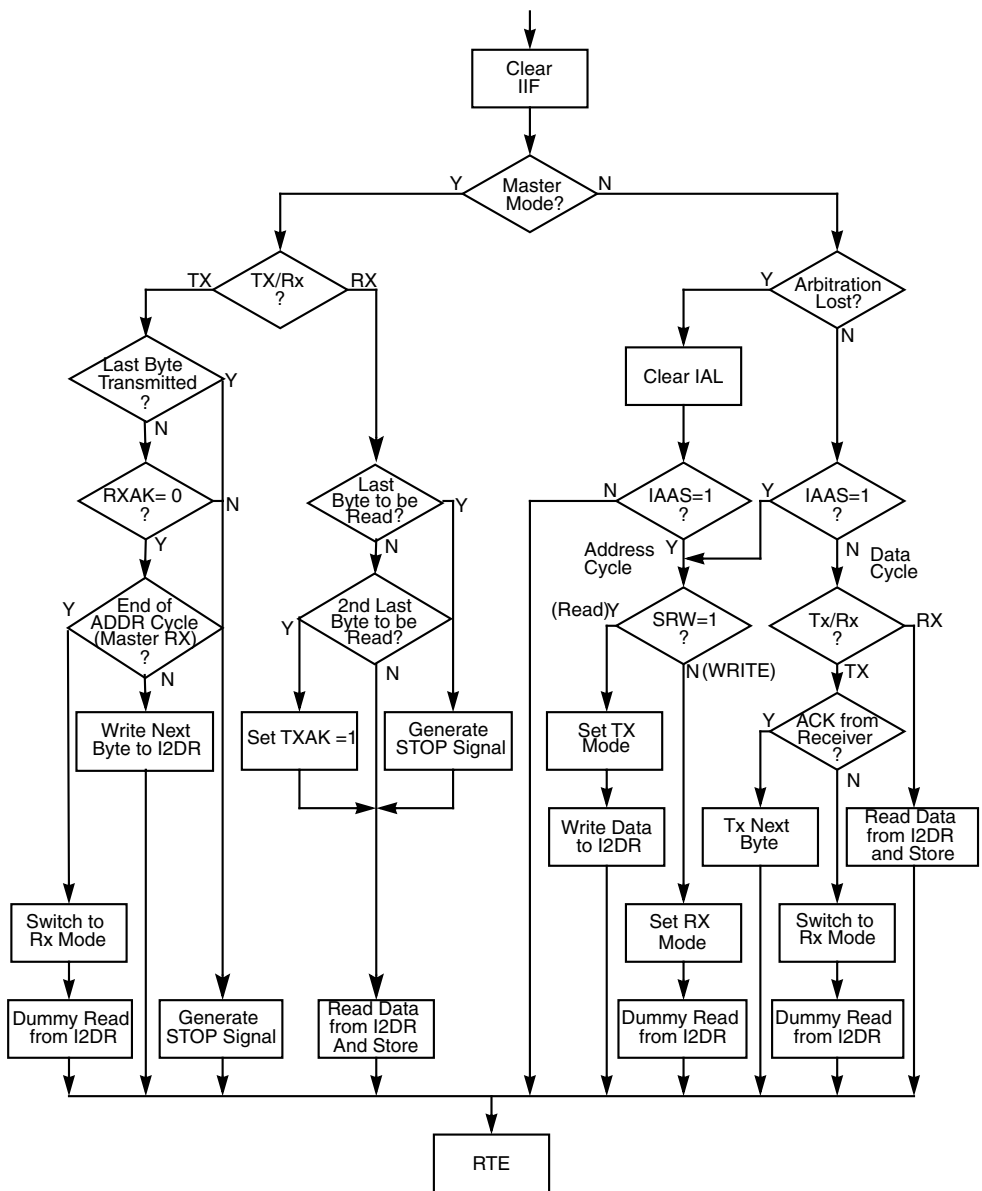 Clear
IIF
Y
Master
Mode?
N
TX
TX/Rx
?
RX
Y
Arbitration
Lost?
N
Last Byte
Transmitted
?
Y
N
Clear IAL
RXAK= 0
?
N
Y
Last
Byte to be
Read?
Y
N
N
IAAS=1
?
Y
Address
Cycle
Y
IAAS=1
?
N
Data
Cycle
Y
End of
ADDR Cycle
(Master RX)
?
N
Y
2nd Last
Byte to be
Read?
N
(Read)
Y
SRW=1
?
N
(WRITE)
Tx/Rx
?
RX
TX
Write Next
Byte to I2DR
Set TXAK =1
Generate
STOP Signal
Set TX
Mode
Y
ACK from
Receiver
?
N
Write Data
to I2DR
Tx Next
Byte
Read Data
from I2DR
and Store
Switch to
Rx Mode
Set RX
Mode
Switch to
Rx Mode
Dummy Read
from I2DR
Generate
STOP Signal
Read Data
from I2DR
And Store
Dummy Read
from I2DR
Dummy Read
from I2DR
RTE